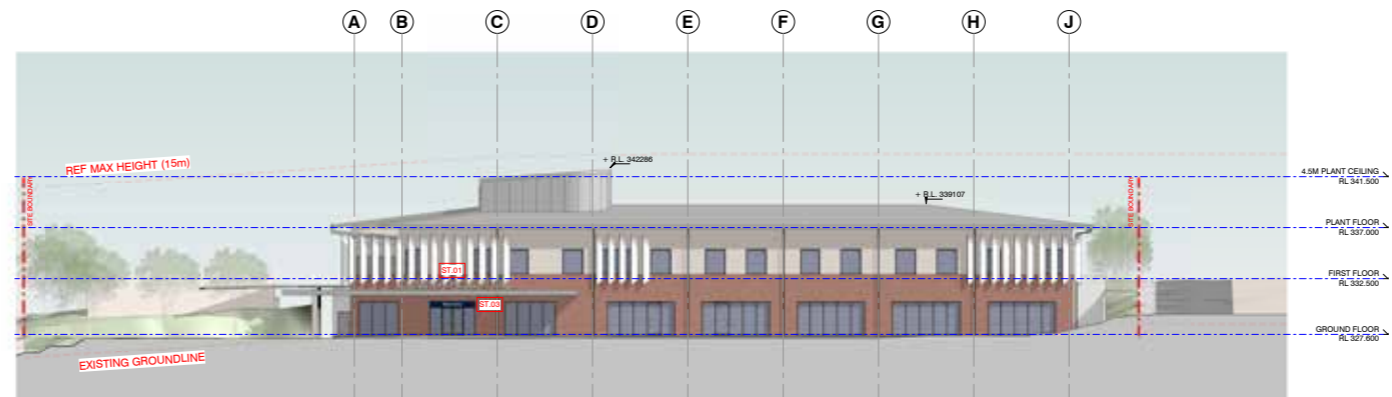 A B C D E F G H J
REF MAX HEIGHT (15m)
+ R.L. 342286
4.5M PLANT CEILING
RL 341.500
SITE BOUNDARY
SITE BOUNDARY
+ R.L. 339107
PLANT FLOOR
RL 337.000
ST.01
FIRST FLOOR
RL 332.500
ST.03
GROUND FLOOR
RL 327.600
EXISTING GROUNDLINE